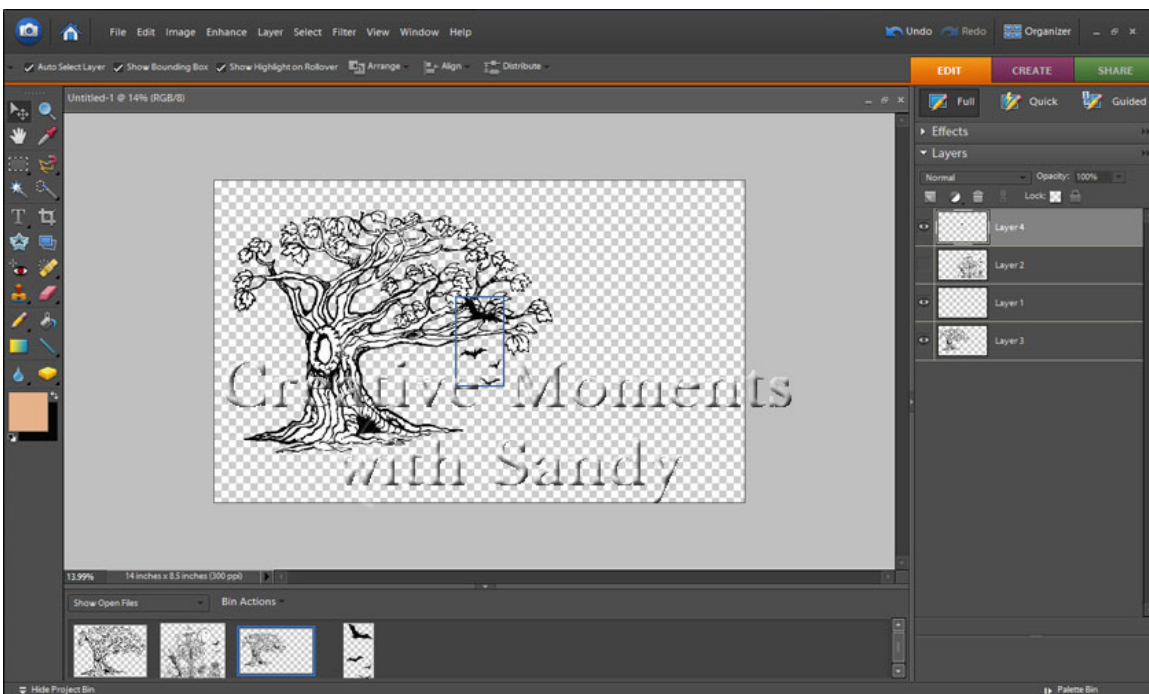 File Edit Image Enhance Layer Select Filter View Window Help
Undo Redo Organizer
Auto Select Layer Show Bounding Box Show Highlight on Rollover Arrange Align Distribute
EDIT CREATE SHARE
Untitled-1 @ 14% (RGB/8)
Full Quick Guided
Effects
Layers
Normal Opacity: 100%
Lock:
Layer 4
Layer 2
Layer 1
Layer 3
Creative Moments
with Sandy
13.99% 14 inches x 8.5 inches (300 ppi)
Show Open Files Bin Actions
Hide Project Bin Palette Bin